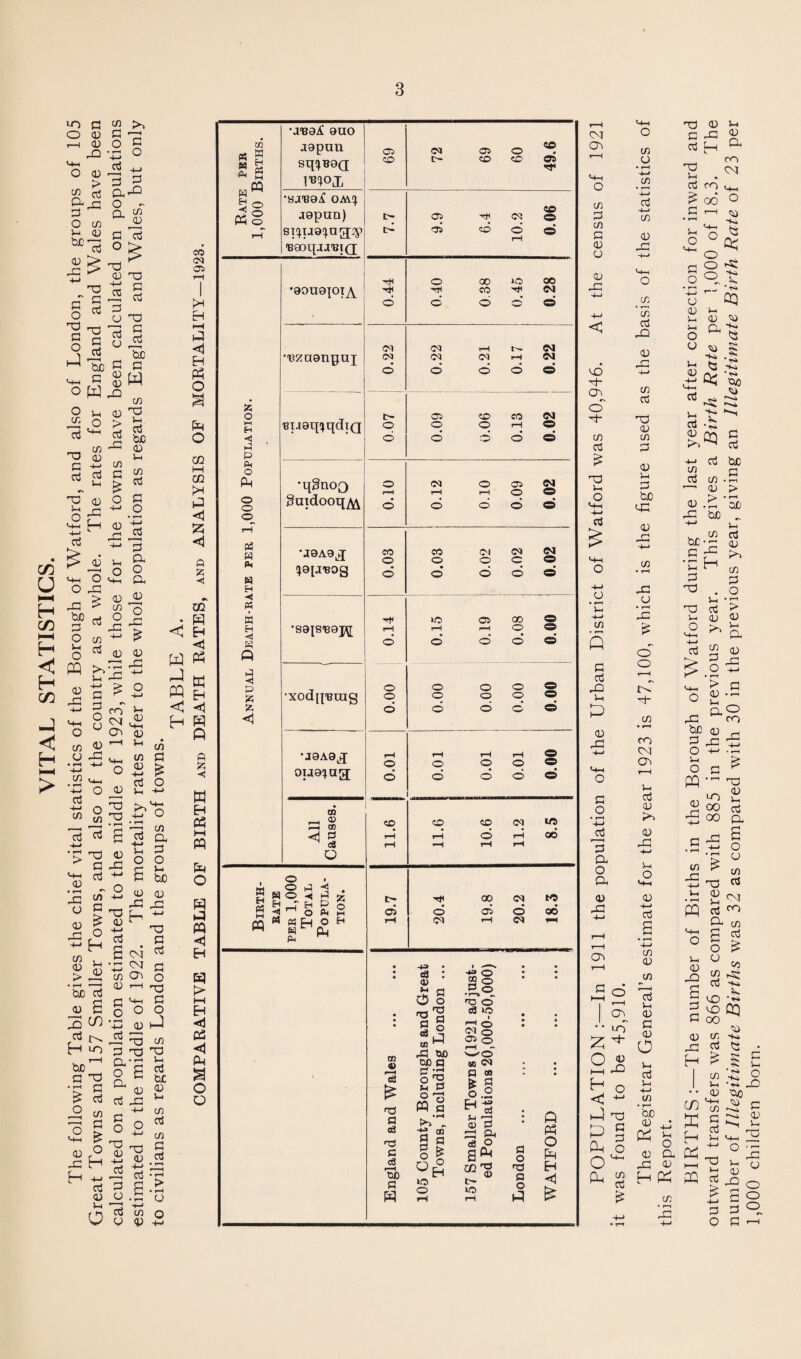 3
VITAL STATISTICS.
The following Table gives the chief vital statistics of the Borough of Watford, and also of London, the groups of 105
Great Towns and 157 Smaller Towns, and also of the country as a whole. The rates for England and Wales have been
calculated on a population estimated to the middle of 1923, while those for the towns have been calculated on populations
estimated to the middle of 1922. The mortality rates refer to the whole population as regards England and Wales, but only
to civilians as regards London and the groups of towns.
TABLE A.
COMPARATIVE TABLE OF BIRTH RATES, DEATH RATES, and ANALYSIS OF MORTALITY—1923.
Birth-rate per 1,000 Total Population. | Annual Death-rate per 1,000 Population. | Rate per 1,000 Births.
All Causes. | Enteric Fever. | Smallpox. | Measles. | Scarlet Fever. | Whooping Cough. | Diphtheria. | Influenza. | Violence. | Diarrhœa and Enteritis (under two years). | Total Deaths under one year.
England and Wales ... ... | 19.7 | 11.6 | 0.01 | 0.00 | 0.14 | 0.03 | 0.10 | 0.07 | 0.22 | 0.44 | 7.7 | 69
105 County Boroughs and Great Towns, including London ... | 20.4 | 11.6 | 0.01 | 0.00 | 0.15 | 0.03 | 0.12 | 0.09 | 0.22 | 0.40 | 9.9 | 72
157 Smaller Towns (1921 adjusted Populations 20,000-50,000) | 19.8 | 10.6 | 0.01 | 0.00 | 0.19 | 0.02 | 0.10 | 0.06 | 0.21 | 0.38 | 6.4 | 69
London ... ... ... ... | 20.2 | 11.2 | 0.01 | 0.00 | 0.08 | 0.02 | 0.09 | 0.13 | 0.17 | 0.45 | 10.2 | 60
WATFORD ... ... ... | 18.3 | 8.5 | 0.00 | 0.00 | 0.00 | 0.02 | 0.02 | 0.02 | 0.22 | 0.28 | 0.06 | 49.6
POPULATION :—In 1911 the population of the Urban District of Watford was 40,946. At the census of 1921
it was found to be 45,910.
The Registrar General's estimate for 1923 is 47,100, which is the figure used as the basis of the statistics of
this Report.
BIRTHS :—The number of Births in the Borough of Watford during the last year after correction for inward and
outward transfers was 866 as compared with 885 in the previous year. This gives a Birth Rate per 1,000 of 18.3. The
number of Illegitimate Births was 32 as compared with 30 in the previous year, giving an Illegitimate Birth Rate of 23 per
1,000 children born.